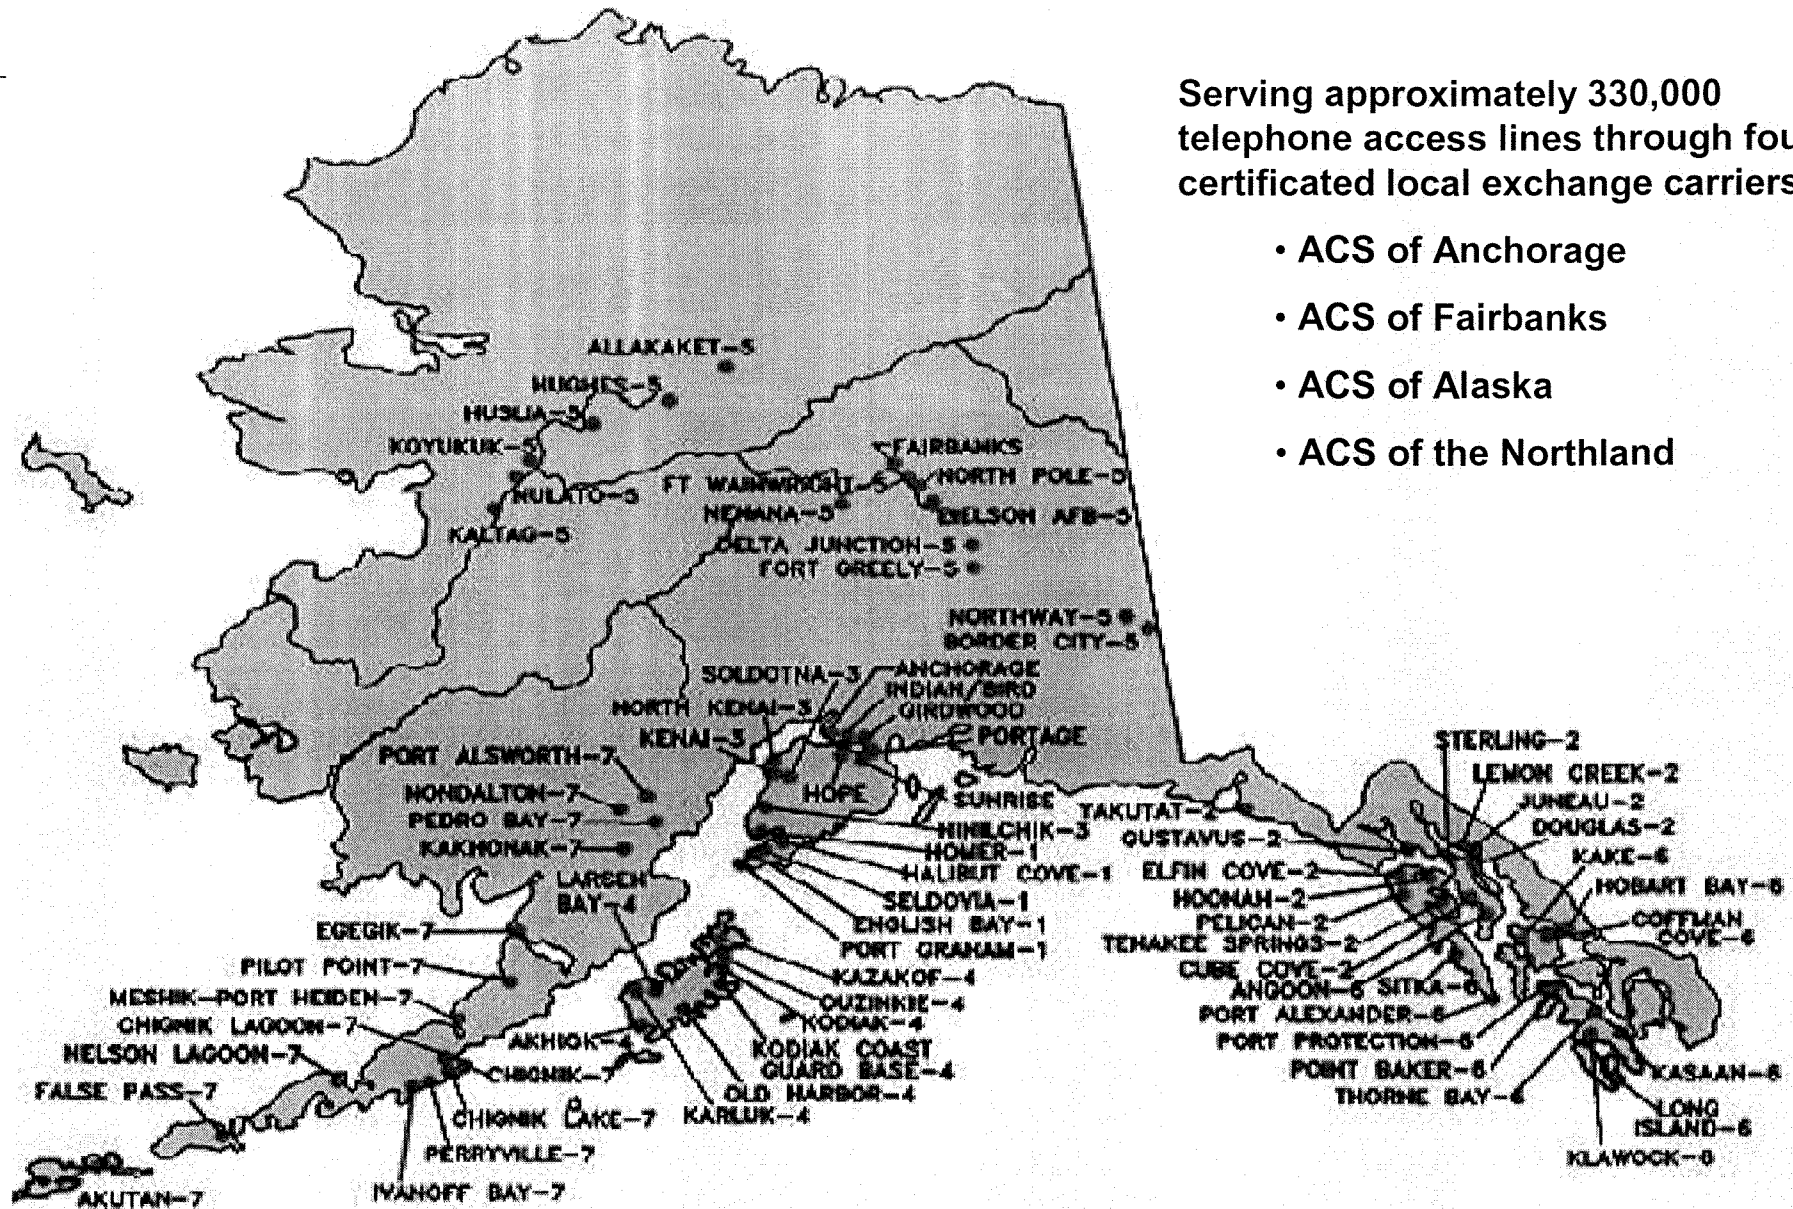 Serving approximately 330,000
telephone access lines through fou
certificated local exchange carriers
• ACS of Anchorage
• ACS of Fairbanks
• ACS of Alaska
• ACS of the Northland
ALLAKAKET-5
HUGHES-5
HUSLIA-5
KOYUKUK-5
NULATO-5
KALTAG-5
FAIRBANKS
FT WAINWRIGHT-5
NORTH POLE-5
NENANA-5
EIELSON AFB-5
DELTA JUNCTION-5
FORT GREELY-5
NORTHWAY-5
BORDER CITY-5
SOLDOTNA-3
ANCHORAGE
INDIAN/BIRD
NORTH KENAI-3
GIRDWOOD
KENAI-3
PORTAGE
PORT ALSWORTH-7
HOPE
SUNRISE
NONDALTON-7
PEDRO BAY-7
NINILCHIK-3
KAKHONAK-7
HOMER-1
HALIBUT COVE-1
LARSEN
BAY-4
SELDOVIA-1
ENGLISH BAY-1
PORT GRAHAM-1
EGEGIK-7
PILOT POINT-7
KAZAKOF-4
MESHIK-PORT HEIDEN-7
OUZINKIE-4
CHIGNIK LAGOON-7
KODIAK-4
AKHIOK-4
KODIAK COAST
GUARD BASE-4
NELSON LAGOON-7
CHIGNIK-7
OLD HARBOR-4
FALSE PASS-7
CHIGNIK LAKE-7
KARLUK-4
PERRYVILLE-7
IVANOFF BAY-7
AKUTAN-7
STERLING-2
LEMON CREEK-2
YAKUTAT-2
JUNEAU-2
GUSTAVUS-2
DOUGLAS-2
ELFIN COVE-2
KAKE-6
HOONAH-2
HOBART BAY-6
PELICAN-2
COFFMAN
COVE-6
TENAKEE SPRINGS-2
CUBE COVE-2
ANGOON-6
SITKA-6
PORT ALEXANDER-6
PORT PROTECTION-6
POINT BAKER-6
KASAAN-6
THORNE BAY-6
LONG
ISLAND-6
KLAWOCK-6